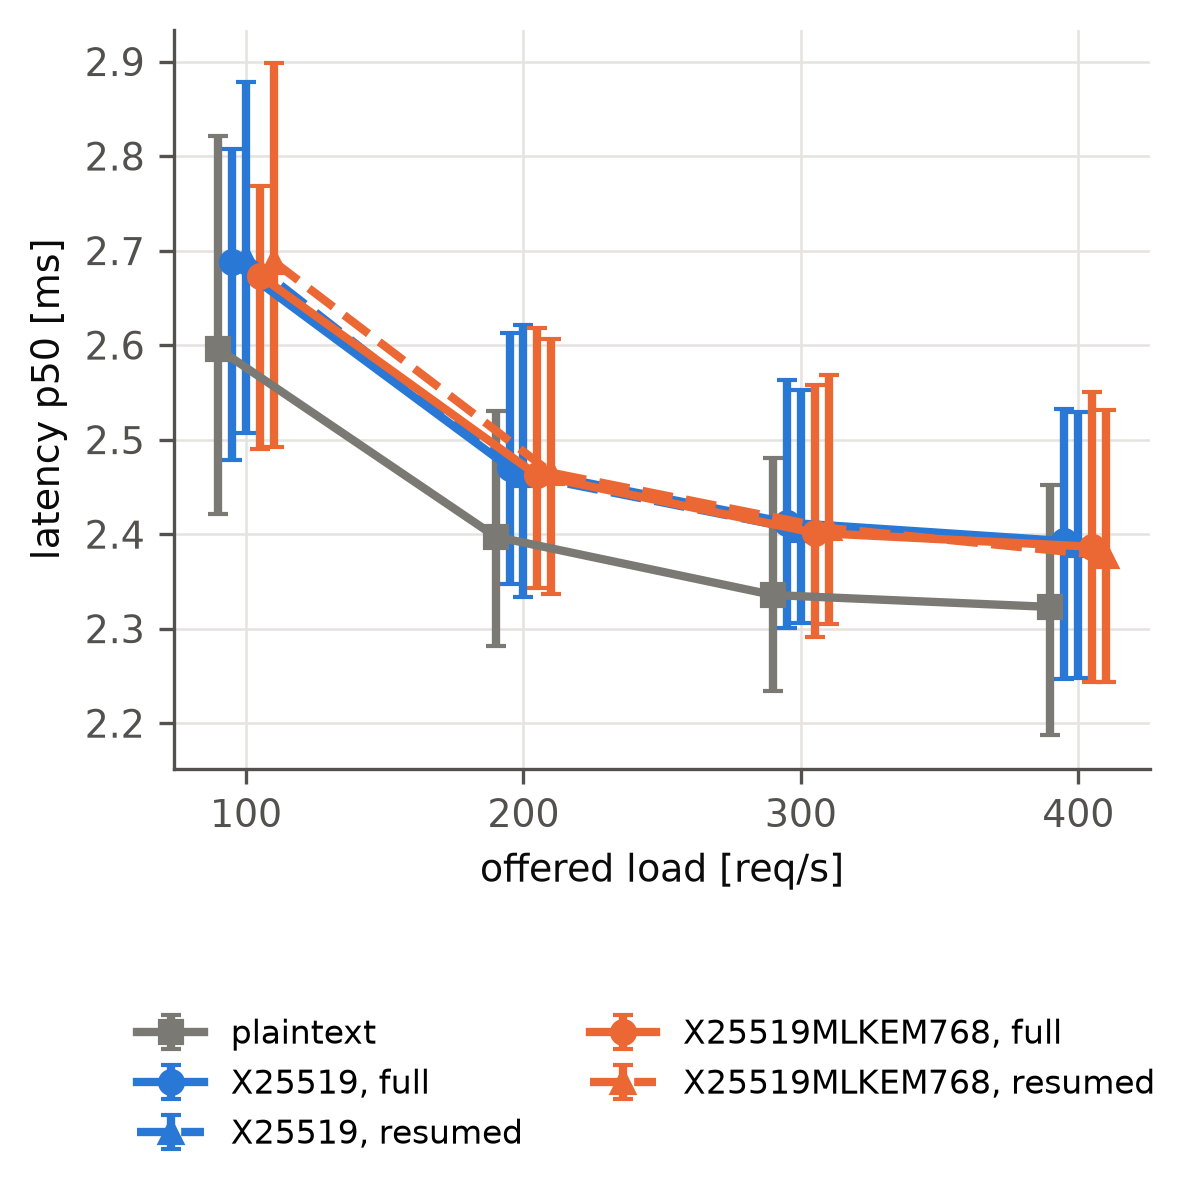 latency p50 [ms]
2.9
2.8
2.7
2.6
2.5
2.4
2.3
2.2
100 200 300 400
offered load [req/s]
plaintext
X25519, full
X25519, resumed
X25519MLKEM768, full
X25519MLKEM768, resumed